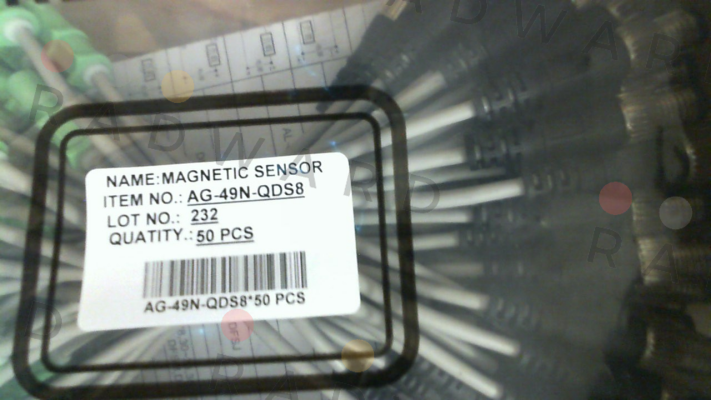 NAME:MAGNETIC SENSOR
ITEM NO.: AG-49N-QDS8
LOT NO.: 232
QUATITY.: 50 PCS
AG-49N-QDS8*50 PCS
RADWARD